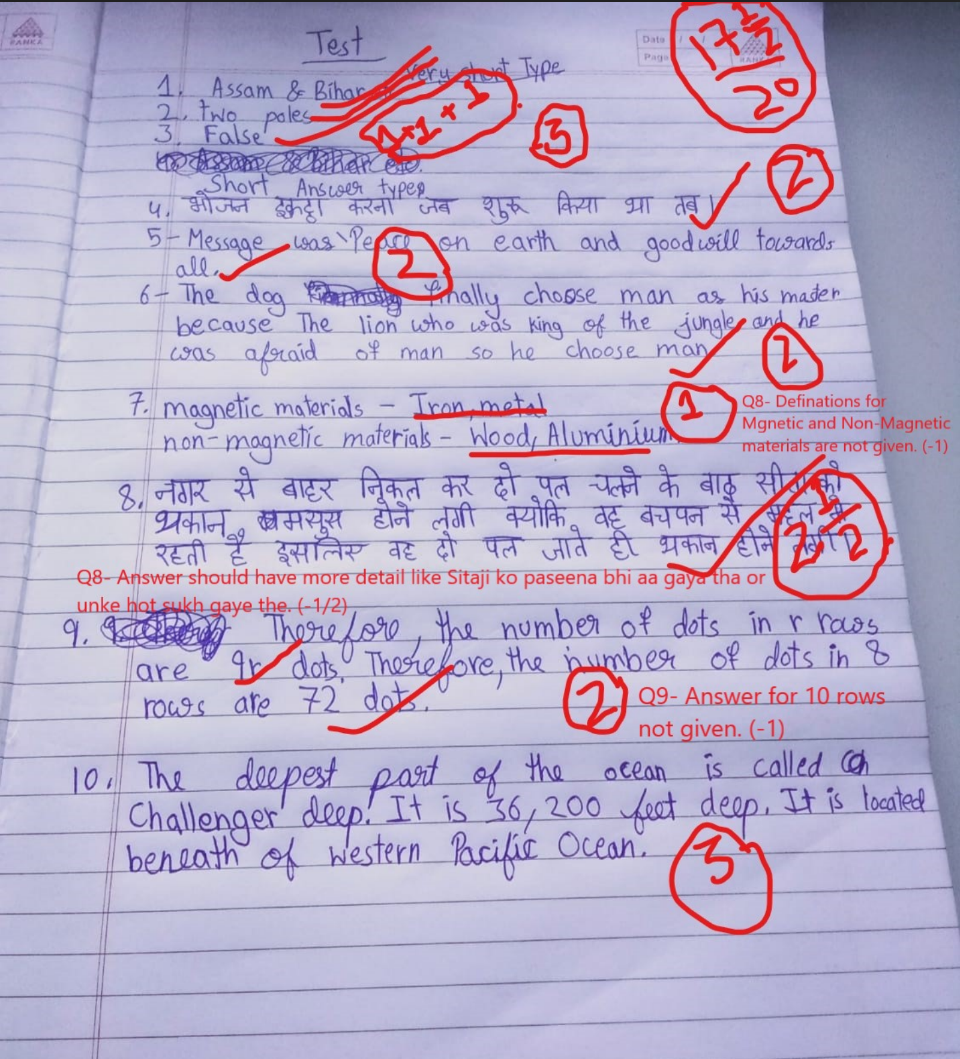 BANKA
Test
Date / /
Page
17 1/2
20
very short Type
1. Assam & Bihar
2. two poles
3. False
1+1+1
3
Short Answer types
2
4. भोजन इकट्ठा करना जब शुरू किया था तब।
5- Message was "Peace on earth and goodwill towards
all.
2
6- The dog finally choose man as his master
because The lion who was king of the jungle and he
was afraid of man so he choose man
2
7. magnetic materials - Iron, metal
1
non-magnetic materials - Wood, Aluminium
Q8- Definations for
Mgnetic and Non-Magnetic
materials are not given. (-1)
8. नगर से बाहर निकल कर दो पल चलने के बाद सीता को
थकान मसूस होने लगी क्योकि वह बचपन से महल मे
रहती है इसलिस वह दो पल जाते ही थकान होने लगी।
2 1/2
Q8- Answer should have more detail like Sitaji ko paseena bhi aa gaya tha or
unke hot sukh gaye the. (-1/2)
9. Therefore, the number of dots in r rows
are 9r dots. Therefore, the number of dots in 8
rows are 72 dots.
2
Q9- Answer for 10 rows
not given. (-1)
10. The deepest part of the ocean is called
Challenger deep. It is 36,200 feet deep. It is located
beneath of western Pacific Ocean.
3